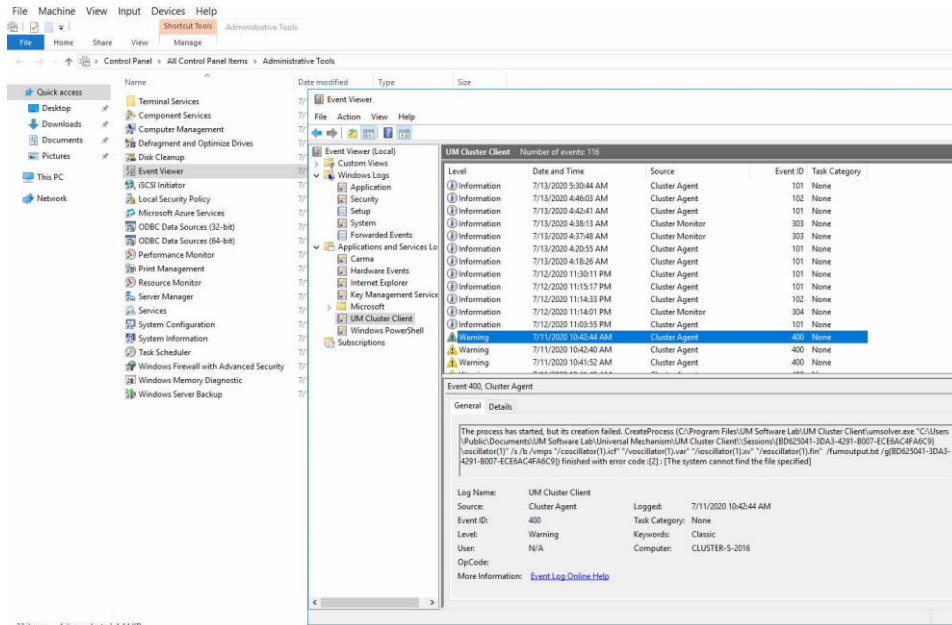 File Machine View Input Devices Help
Shortcut Tools Administrative Tools
File Home Share View Manage
Control Panel > All Control Panel Items > Administrative Tools
Name Date modified Type Size
Quick access
Desktop
Downloads
Documents
Pictures
This PC
Network
Terminal Services
Component Services
Computer Management
Defragment and Optimize Drives
Disk Cleanup
Event Viewer
iSCSI Initiator
Local Security Policy
Microsoft Azure Services
ODBC Data Sources (32-bit)
ODBC Data Sources (64-bit)
Performance Monitor
Print Management
Resource Monitor
Server Manager
Services
System Configuration
System Information
Task Scheduler
Windows Firewall with Advanced Security
Windows Memory Diagnostic
Windows Server Backup
Event Viewer
File Action View Help
Event Viewer (Local)
Custom Views
Windows Logs
Application
Security
Setup
System
Forwarded Events
Applications and Services Lo
Carma
Hardware Events
Internet Explorer
Key Management Service
Microsoft
UM Cluster Client
Windows PowerShell
Subscriptions
UM Cluster Client Number of events: 116
Level Date and Time Source Event ID Task Category
Information 7/13/2020 5:30:44 AM Cluster Agent 101 None
Information 7/13/2020 4:46:03 AM Cluster Agent 102 None
Information 7/13/2020 4:42:41 AM Cluster Agent 101 None
Information 7/13/2020 4:38:13 AM Cluster Monitor 303 None
Information 7/13/2020 4:37:48 AM Cluster Monitor 303 None
Information 7/13/2020 4:20:55 AM Cluster Agent 101 None
Information 7/13/2020 4:18:26 AM Cluster Agent 101 None
Information 7/12/2020 11:30:11 PM Cluster Agent 101 None
Information 7/12/2020 11:15:17 PM Cluster Agent 101 None
Information 7/12/2020 11:14:33 PM Cluster Agent 102 None
Information 7/12/2020 11:14:01 PM Cluster Monitor 304 None
Information 7/12/2020 11:03:55 PM Cluster Agent 101 None
Warning 7/11/2020 10:42:44 AM Cluster Agent 400 None
Warning 7/11/2020 10:42:40 AM Cluster Agent 400 None
Warning 7/11/2020 10:41:52 AM Cluster Agent 400 None
Event 400, Cluster Agent
General Details
The process has started, but its creation failed. CreateProcess (C:\Program Files\UM Software Lab\UM Cluster Client\umsolver.exe "C:\Users
\Public\Documents\UM Software Lab\Universal Mechanism\UM Cluster Client\\Sessions\{BD625041-3DA3-4291-B007-ECE6AC4FA6C9}
\oscillator(1)" /s /b /vmps "/coscillator(1).icf" "/voscillator(1).var" "/ioscillator(1).xv" "/eoscillator(1).fin" /fumoutput.txt /g{BD625041-3DA3-
4291-B007-ECE6AC4FA6C9}) finished with error code :[2] : [The system cannot find the file specified]
Log Name: UM Cluster Client
Source: Cluster Agent Logged: 7/11/2020 10:42:44 AM
Event ID: 400 Task Category: None
Level: Warning Keywords: Classic
User: N/A Computer: CLUSTER-S-2016
OpCode:
More Information: Event Log Online Help